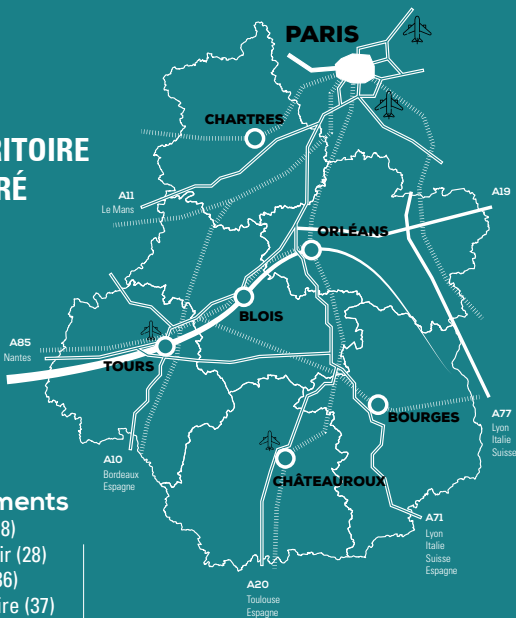 PARIS
CHARTRES
RITOIRE
RÉ
A11
Le Mans
A19
ORLÉANS
BLOIS
A85
Nantes
TOURS
BOURGES
A77
Lyon
Italie
Suisse
A10
Bordeaux
Espagne
CHÂTEAUROUX
ments
8)
ir (28)
36)
ire (37)
A71
Lyon
Italie
Suisse
Espagne
A20
Toulouse
Espagne